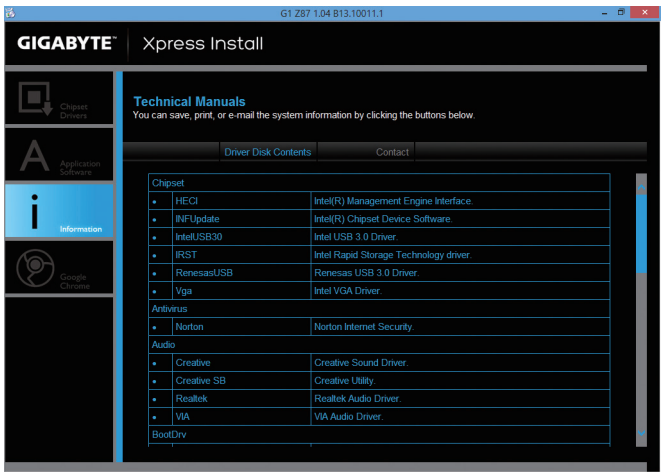 G1 Z87 1.04 B13.10011.1
GIGABYTE™ Xpress Install
Chipset
Drivers
Application
Software
Information
Google
Chrome
Technical Manuals
You can save, print, or e-mail the system information by clicking the buttons below.
Driver Disk Contents Contact
Chipset
• HECI Intel(R) Management Engine Interface.
• INFUpdate Intel(R) Chipset Device Software.
• IntelUSB30 Intel USB 3.0 Driver.
• IRST Intel Rapid Storage Technology driver.
• RenesasUSB Renesas USB 3.0 Driver.
• Vga Intel VGA Driver.
Antivirus
• Norton Norton Internet Security.
Audio
• Creative Creative Sound Driver.
• Creative SB Creative Utility.
• Realtek Realtek Audio Driver.
• VIA VIA Audio Driver.
BootDrv